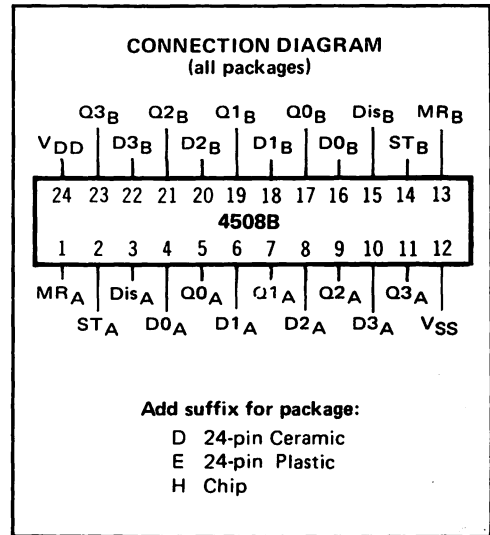 CONNECTION DIAGRAM
(all packages)
Q3B Q2B Q1B Q0B DisB MRB
VDD D3B D2B D1B D0B STB
24 23 22 21 20 19 18 17 16 15 14 13
4508B
1 2 3 4 5 6 7 8 9 10 11 12
MRA DisA Q0A Q1A Q2A Q3A
STA D0A D1A D2A D3A VSS
Add suffix for package:
D 24-pin Ceramic
E 24-pin Plastic
H Chip